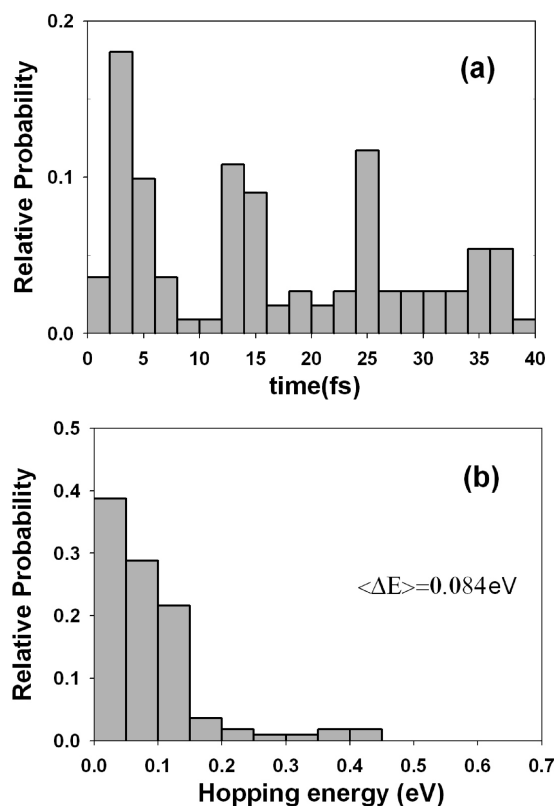 0.2
(a)
Relative Probability
0.1
0.0
0 5 10 15 20 25 30 35 40
time(fs)
0.5
(b)
0.4
Relative Probability
0.3
<ΔE>=0.084eV
0.2
0.1
0.0
0.0 0.1 0.2 0.3 0.4 0.5 0.6 0.7
Hopping energy (eV)